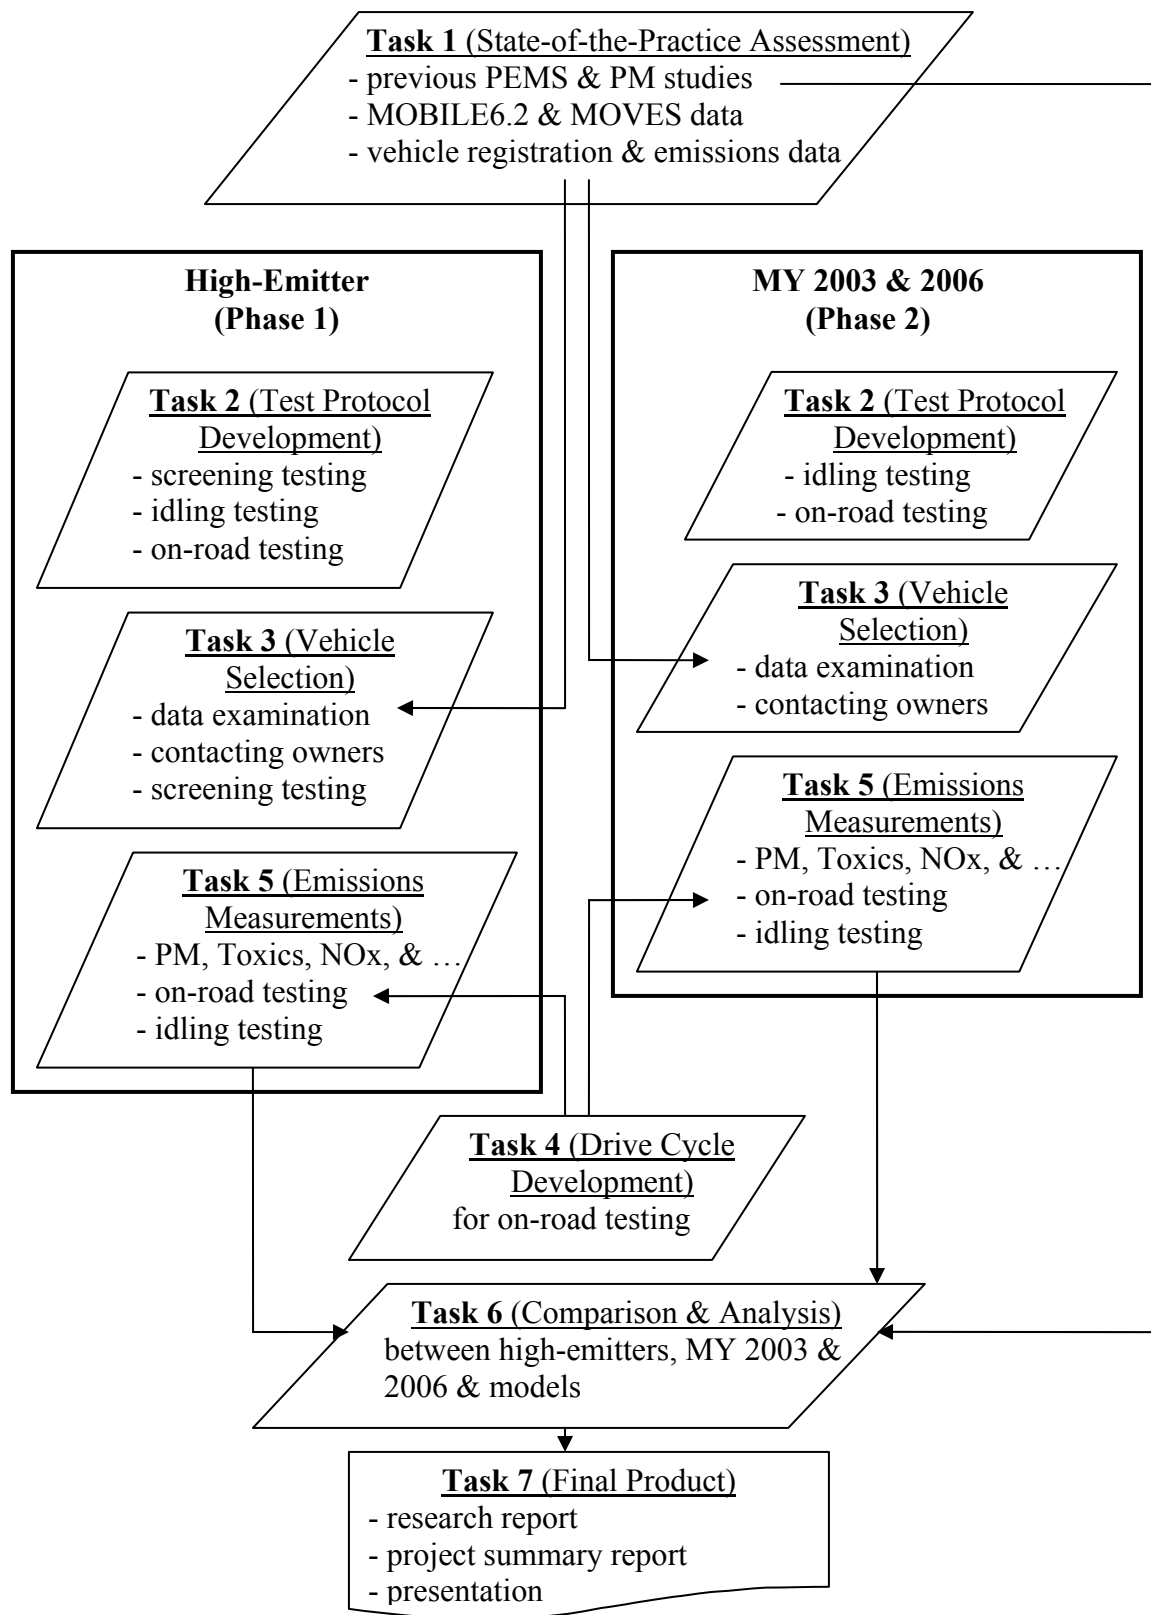 Task 1 (State-of-the-Practice Assessment)
- previous PEMS & PM studies
- MOBILE6.2 & MOVES data
- vehicle registration & emissions data
High-Emitter
(Phase 1)
Task 2 (Test Protocol
Development)
- screening testing
- idling testing
- on-road testing
Task 3 (Vehicle
Selection)
- data examination
- contacting owners
- screening testing
Task 5 (Emissions
Measurements)
- PM, Toxics, NOx, & …
- on-road testing
- idling testing
MY 2003 & 2006
(Phase 2)
Task 2 (Test Protocol
Development)
- idling testing
- on-road testing
Task 3 (Vehicle
Selection)
- data examination
- contacting owners
Task 5 (Emissions
Measurements)
- PM, Toxics, NOx, & …
- on-road testing
- idling testing
Task 4 (Drive Cycle
Development)
for on-road testing
Task 6 (Comparison & Analysis)
between high-emitters, MY 2003 &
2006 & models
Task 7 (Final Product)
- research report
- project summary report
- presentation